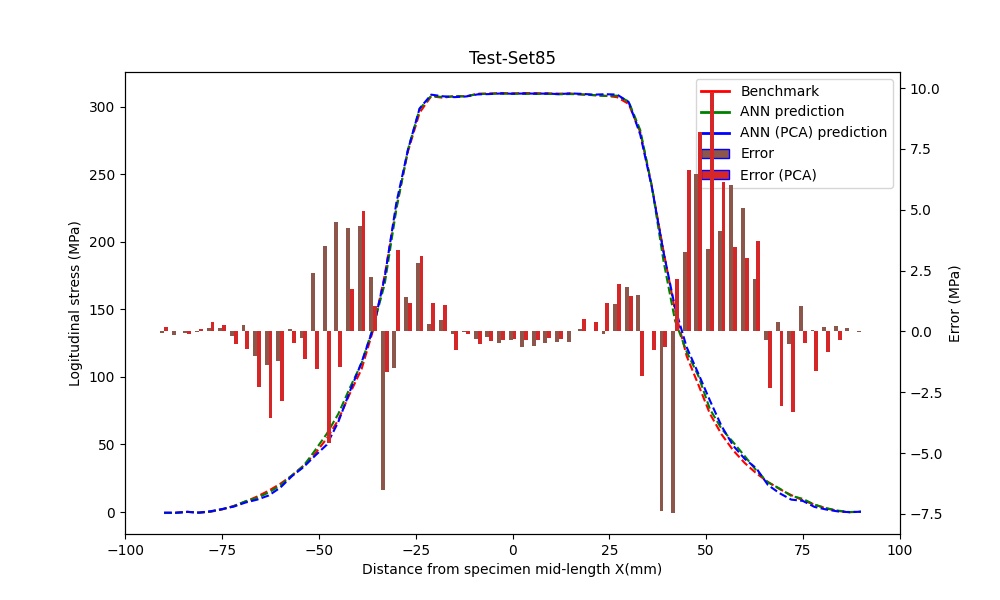 Test-Set85
Benchmark
ANN prediction
ANN (PCA) prediction
Error
Error (PCA)
Logitudinal stress (MPa)
300
250
200
150
100
50
0
10.0
7.5
5.0
2.5
0.0
−2.5
−5.0
−7.5
Error (MPa)
−100 −75 −50 −25 0 25 50 75 100
Distance from specimen mid-length X(mm)